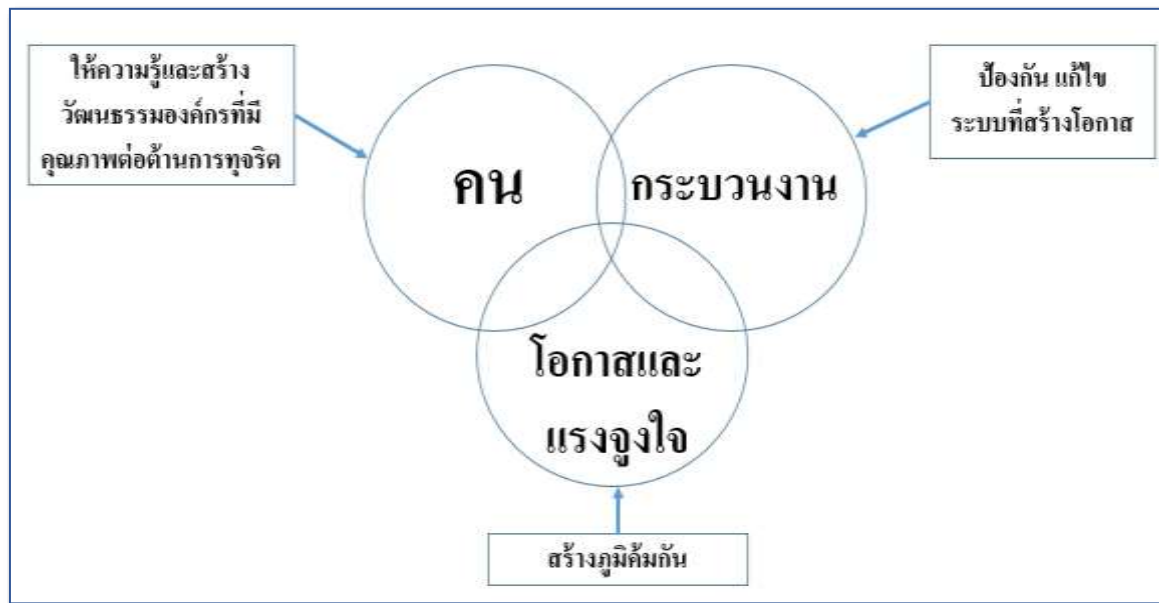 ให้ความรู้และสร้าง
วัฒนธรรมองค์กรที่มี
คุณภาพต่อต้านการทุจริต
ป้องกัน แก้ไข
ระบบที่สร้างโอกาส
คน
กระบวนงาน
โอกาสและ
แรงจูงใจ
สร้างภูมิคุ้มกัน